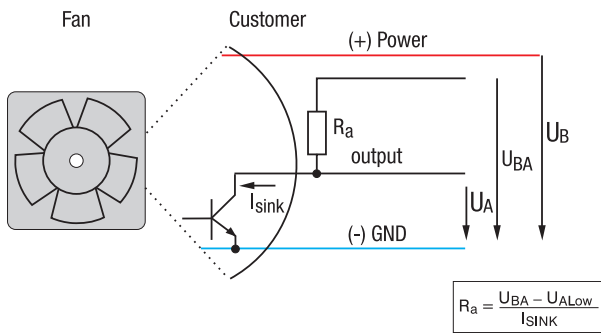 Fan
Customer
(+) Power
Ra
UB
UBA
output
Isink
UA
(-) GND
Ra = UBA – UALow
ISINK